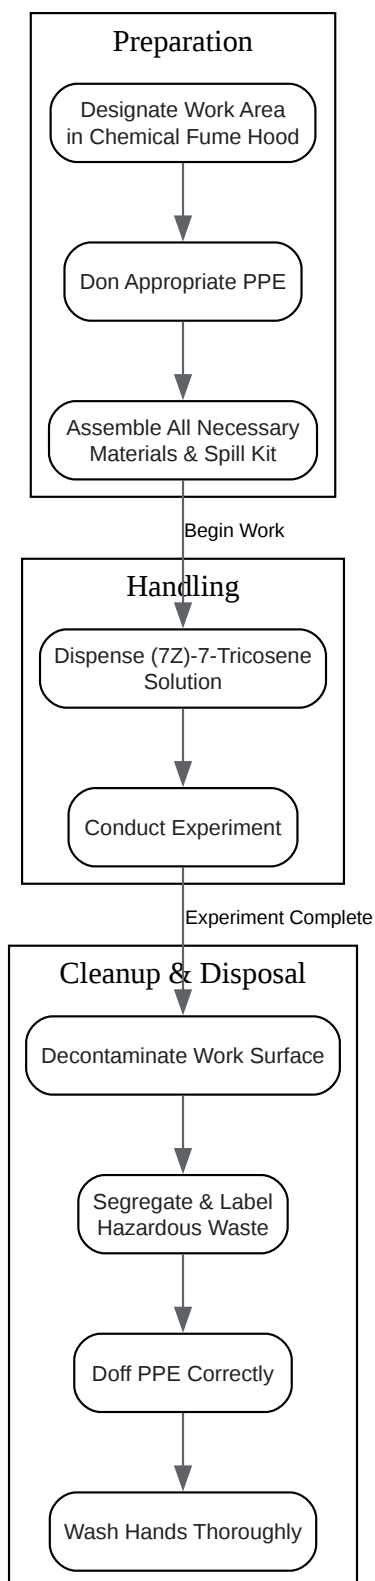 Preparation
Designate Work Area
in Chemical Fume Hood
Don Appropriate PPE
Assemble All Necessary
Materials & Spill Kit
Begin Work
Handling
Dispense (7Z)-7-Tricosene
Solution
Conduct Experiment
Experiment Complete
Cleanup & Disposal
Decontaminate Work Surface
Segregate & Label
Hazardous Waste
Doff PPE Correctly
Wash Hands Thoroughly